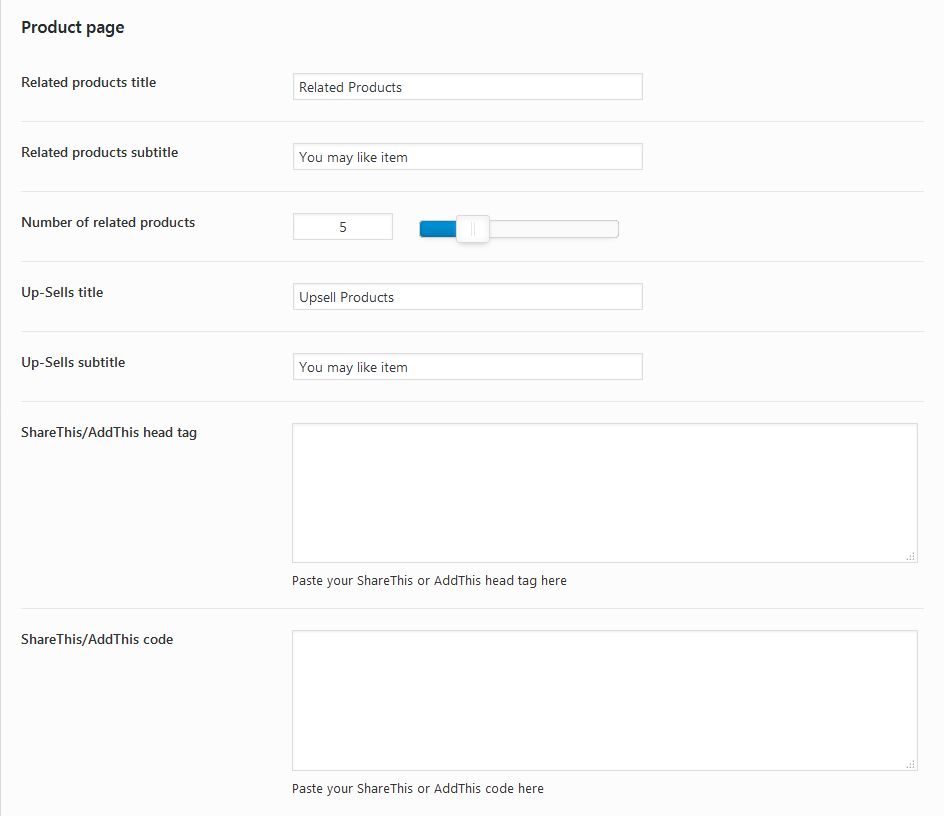 Product page
Related products title
Related Products
Related products subtitle
You may like item
Number of related products
5
Up-Sells title
Upsell Products
Up-Sells subtitle
You may like item
ShareThis/AddThis head tag
Paste your ShareThis or AddThis head tag here
ShareThis/AddThis code
Paste your ShareThis or AddThis code here